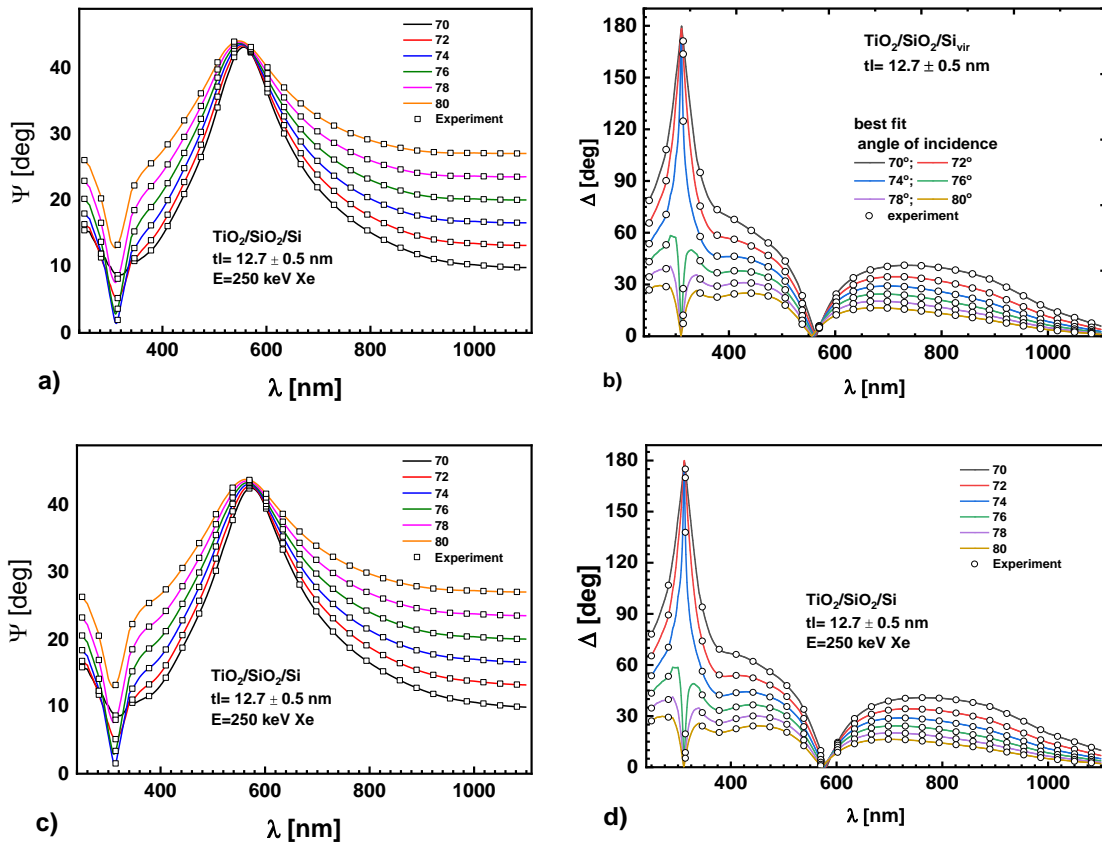 40
30
20
10
0
Ψ [deg]
400
600
800
1000
λ [nm]
70
72
74
76
78
80
Experiment
TiO2/SiO2/Si
tl= 12.7 ± 0.5 nm
E=250 keV Xe
a)
180
150
120
90
60
30
0
Δ [deg]
400
600
800
1000
λ [nm]
TiO2/SiO2/Sivir
tl= 12.7 ± 0.5 nm
best fit
angle of incidence
70º; 72º
74º; 76º
78º; 80º
experiment
b)
40
30
20
10
0
Ψ [deg]
400
600
800
1000
λ [nm]
70
72
74
76
78
80
Experiment
TiO2/SiO2/Si
tl= 12.7 ± 0.5 nm
E=250 keV Xe
c)
180
150
120
90
60
30
0
Δ [deg]
400
600
800
1000
λ [nm]
70
72
74
76
78
80
Experiment
TiO2/SiO2/Si
tl= 12.7 ± 0.5 nm
E=250 keV Xe
d)